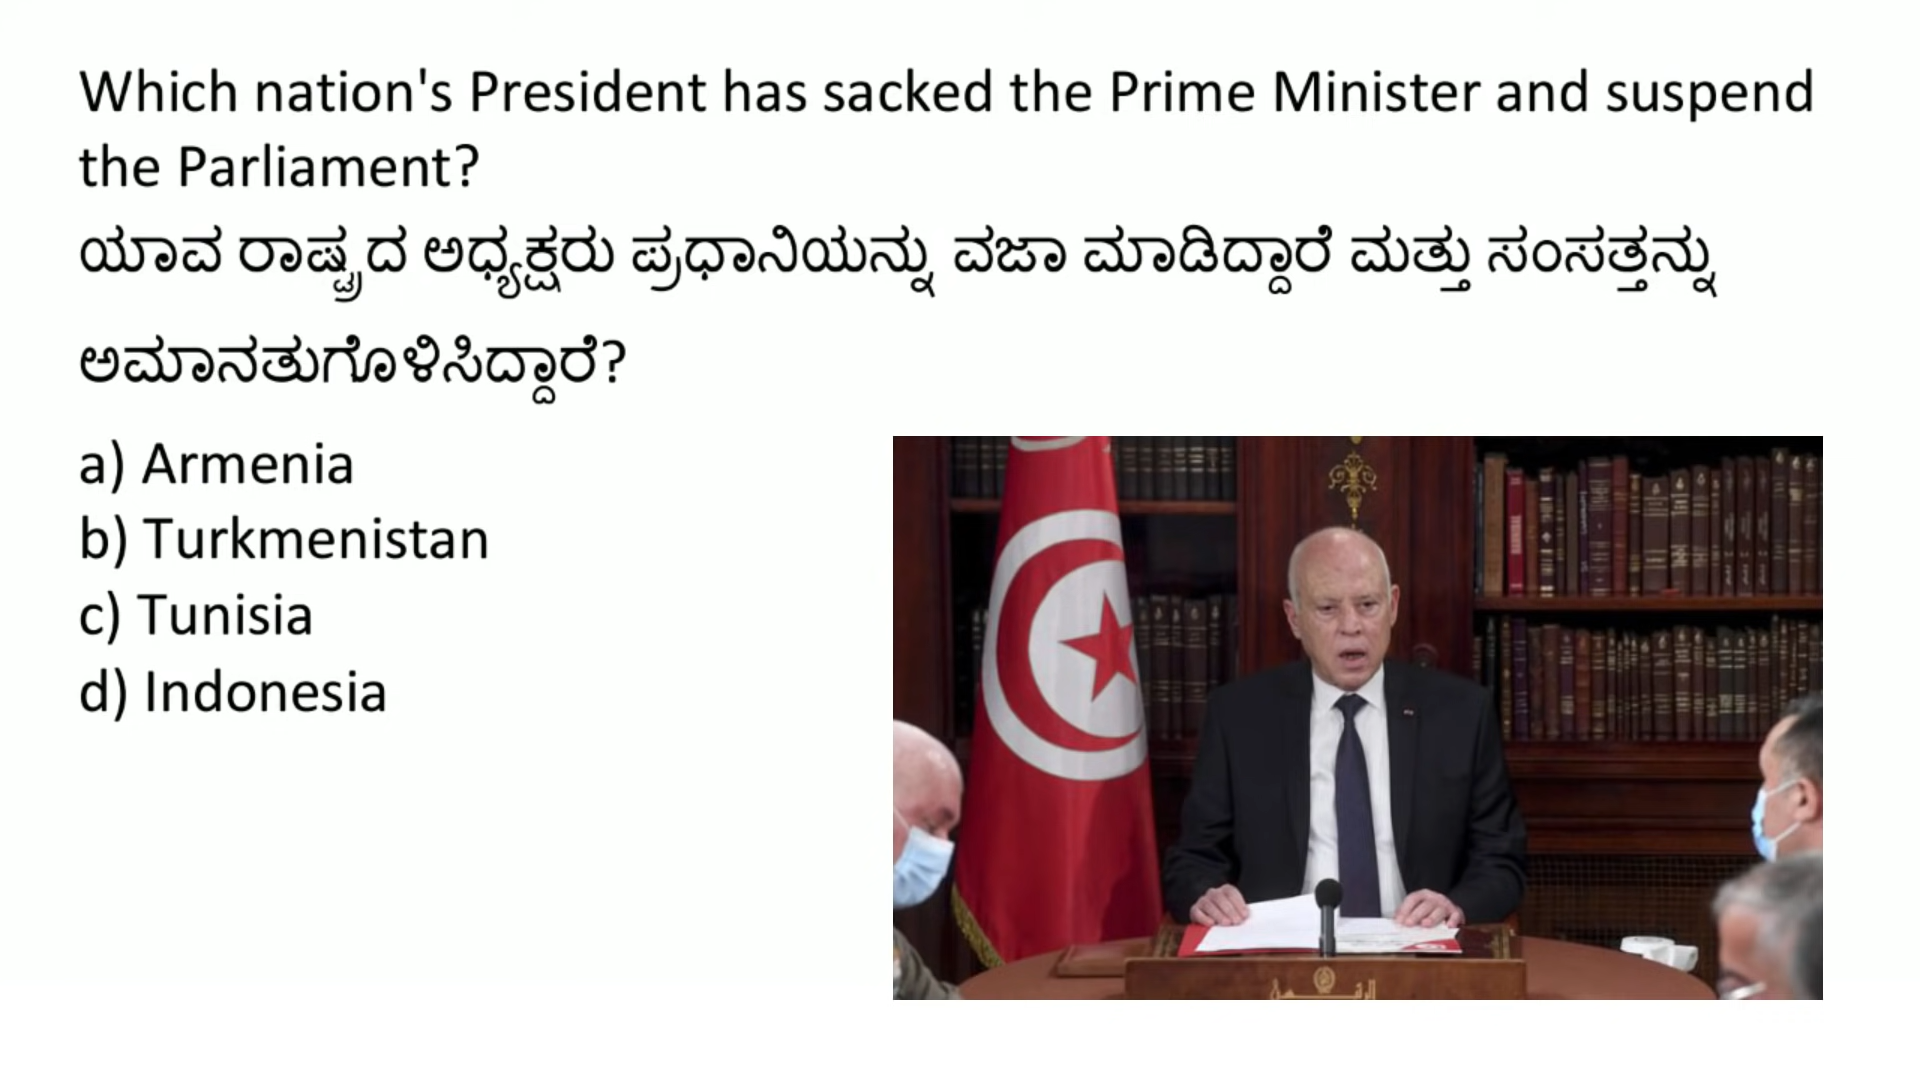 Which nation's President has sacked the Prime Minister and suspend
the Parliament?
ಯಾವ ರಾಷ್ಟ್ರದ ಅಧ್ಯಕ್ಷರು ಪ್ರಧಾನಿಯನ್ನು ವಜಾ ಮಾಡಿದ್ದಾರೆ ಮತ್ತು ಸಂಸತ್ತನ್ನು
ಅಮಾನತುಗೊಳಿಸಿದ್ದಾರೆ?
a) Armenia
b) Turkmenistan
c) Tunisia
d) Indonesia